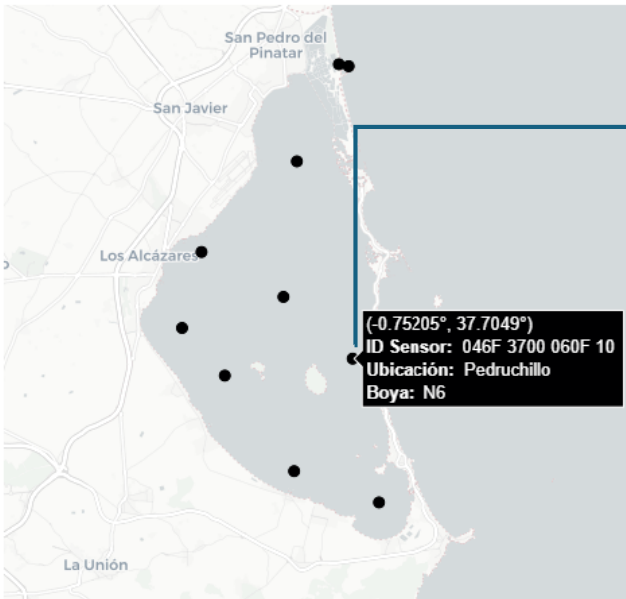 San Pedro del
Pinatar
San Javier
Los Alcázares
o
(-0.75205°, 37.7049°)
ID Sensor: 046F 3700 060F 10
Ubicación: Pedruchillo
Boya: N6
La Unión